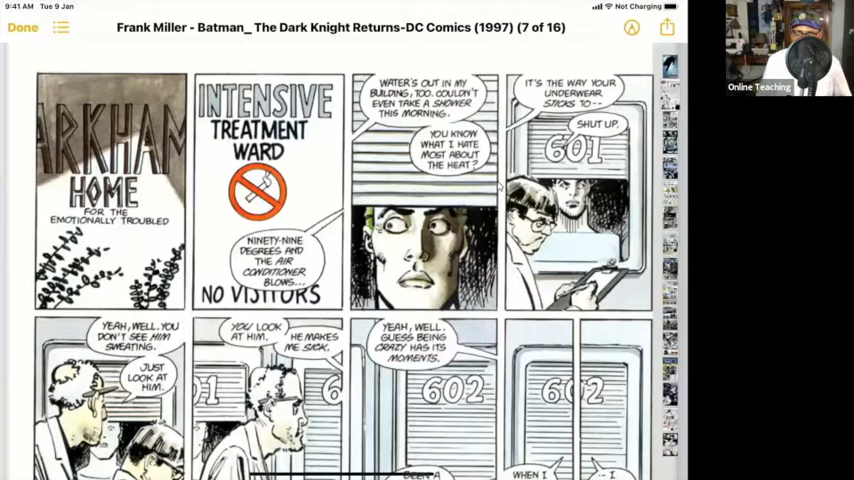 9:41 AM Tue 9 Jan
Not Charging
Done
Frank Miller - Batman_ The Dark Knight Returns-DC Comics (1997) (7 of 16)
Online Teaching
ARKHAM
HOME
FOR THE
EMOTIONALLY TROUBLED
INTENSIVE
TREATMENT
WARD
NINETY-NINE
DEGREES AND
THE AIR
CONDITIONER
BLOWS...
NO VISITORS
WATER'S OUT IN MY
BUILDING, TOO. COULDN'T
EVEN TAKE A SHOWER
THIS MORNING.
YOU KNOW
WHAT I HATE
MOST ABOUT
THE HEAT?
IT'S THE WAY YOUR
UNDERWEAR
STICKS TO--
SHUT UP.
601
YEAH, WELL. YOU
DON'T SEE HIM
SWEATING.
JUST
LOOK AT
HIM.
01
YOU LOOK
AT HIM.
HE MAKES
ME SICK.
6
YEAH, WELL.
GUESS BEING
CRAZY HAS ITS
MOMENTS.
602
BEEN A
602
WHEN I
-- I